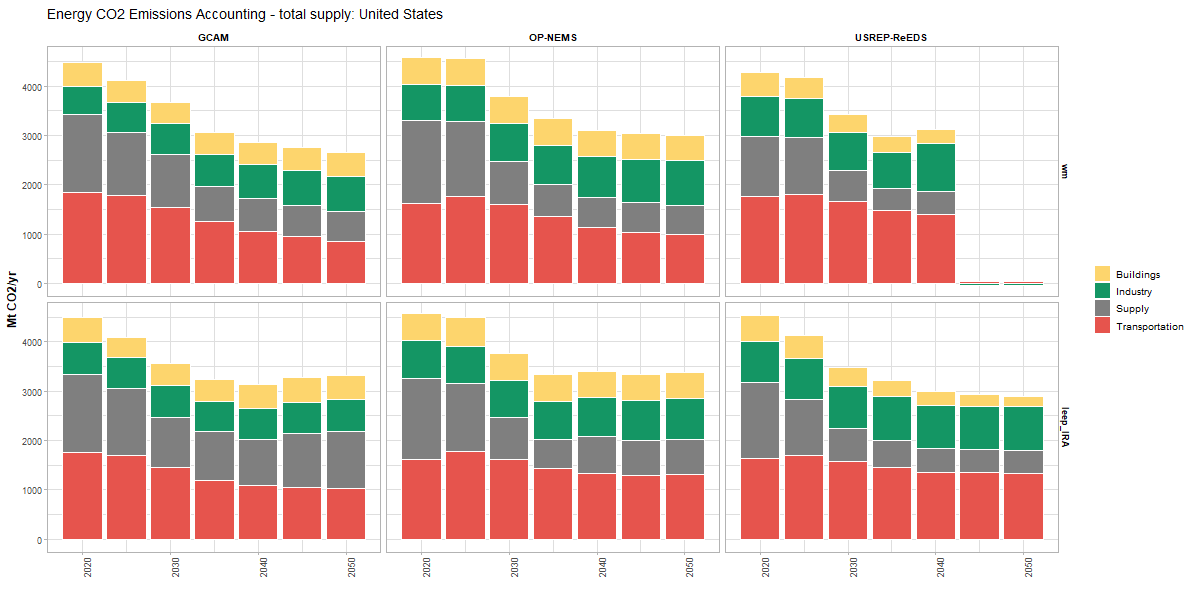 Energy CO2 Emissions Accounting - total supply: United States
GCAM
OP-NEMS
USREP-ReEDS
Mt CO2/yr
4000
3000
2000
1000
0
wm
4000
3000
2000
1000
0
leep_IRA
2020
2030
2040
2050
2020
2030
2040
2050
2020
2030
2040
2050
Buildings
Industry
Supply
Transportation